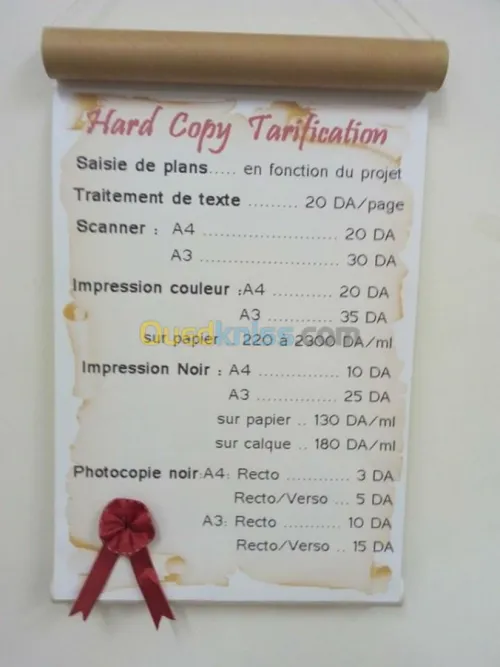 Hard Copy Tarification
Saisie de plans..... en fonction du projet
Traitement de texte ......... 20 DA/page
Scanner : A4 ........................ 20 DA
A3 ......................... 30 DA
Impression couleur :A4 ........... 20 DA
A3 ............ 35 DA
Ouedkniss.com
sur papier 220 à 2300 DA/ml
Impression Noir : A4 .............. 10 DA
A3 .............. 25 DA
sur papier .. 130 DA/ml
sur calque .. 180 DA/ml
Photocopie noir:A4: Recto .............. 3 DA
Recto/Verso ... 5 DA
A3: Recto .......... 10 DA
Recto/Verso .. 15 DA